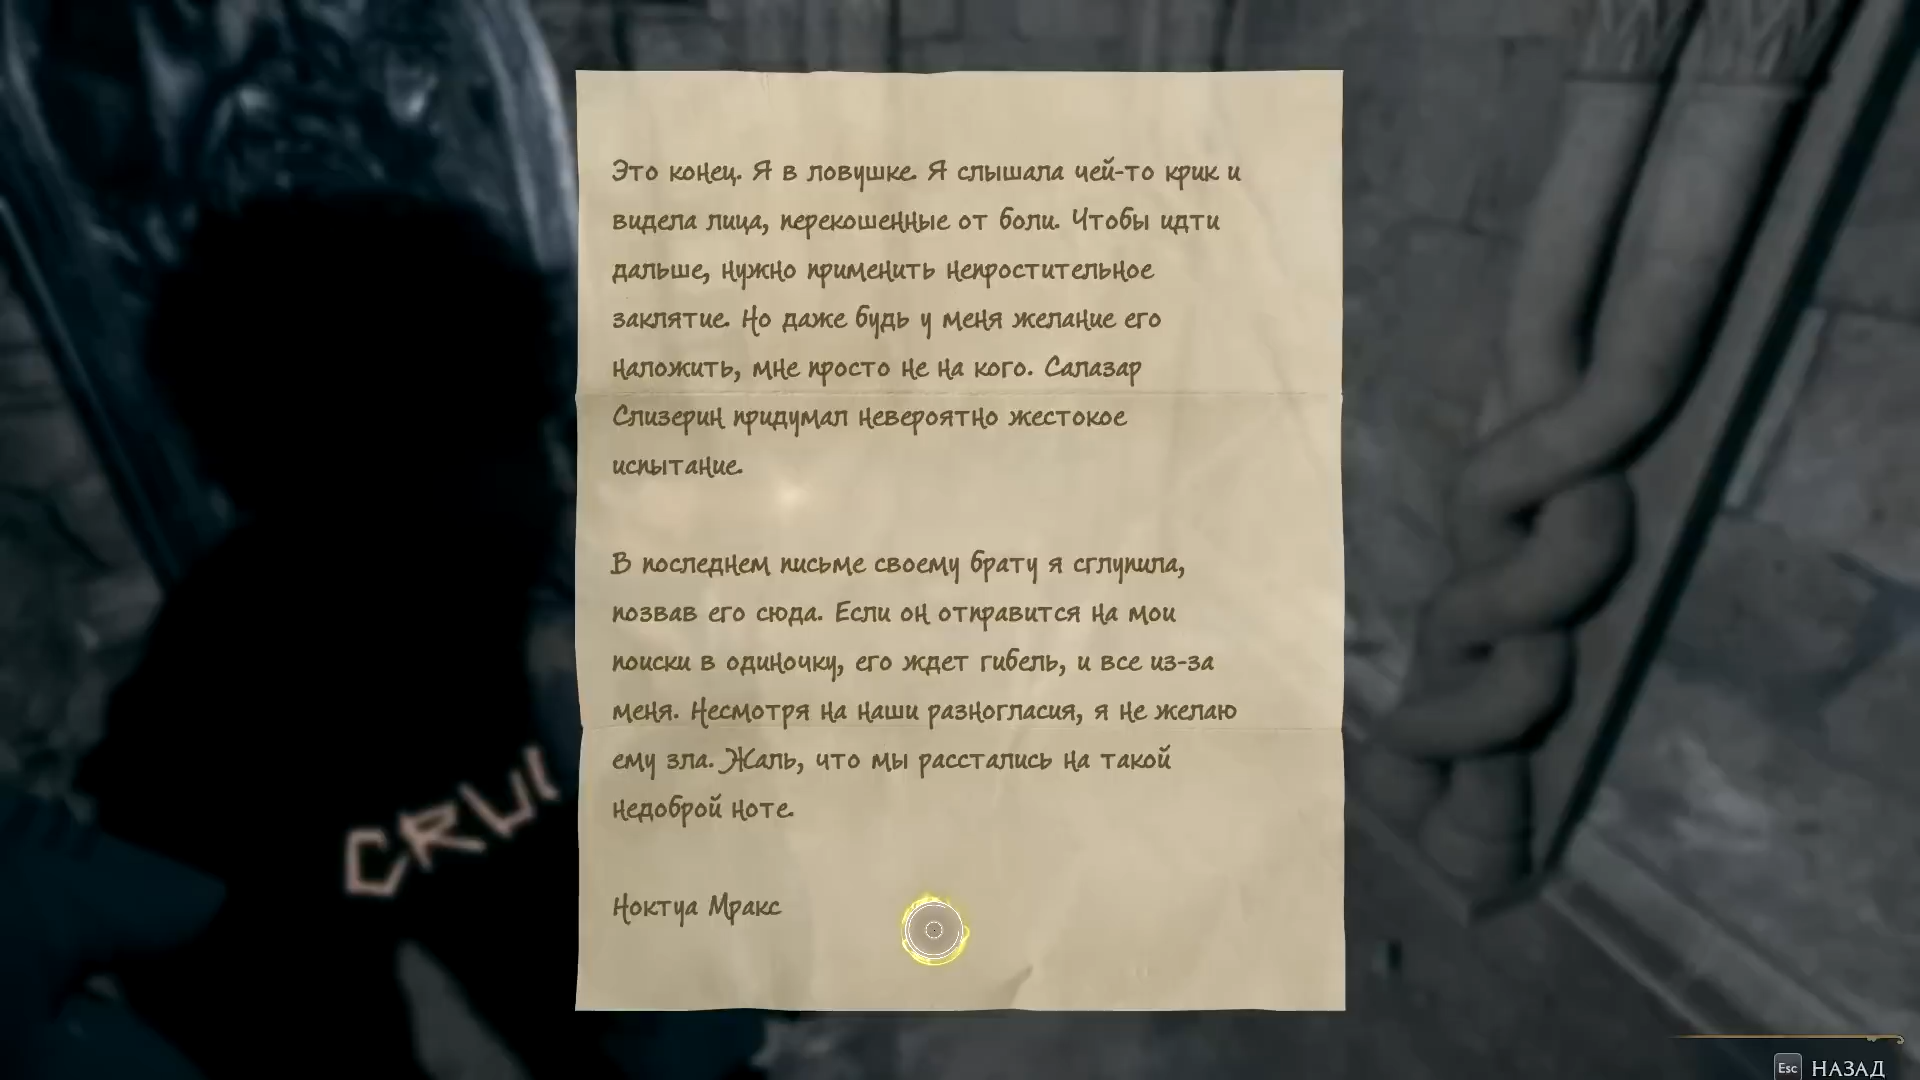 Это конец. Я в ловушке. Я слышала чей-то крик и
видела лица, перекошенные от боли. Чтобы идти
дальше, нужно применить непростительное
заклятие. Но даже будь у меня желание его
наложить, мне просто не на кого. Салазар
Слизерин придумал невероятно жестокое
испытание.
В последнем письме своему брату я сглупила,
позвав его сюда. Если он отправится на мои
поиски в одиночку, его ждет гибель, и все из-за
меня. Несмотря на наши разногласия, я не желаю
ему зла. Жаль, что мы расстались на такой
недоброй ноте.
CRU
Ноктуа Мракс
Esc НАЗАД